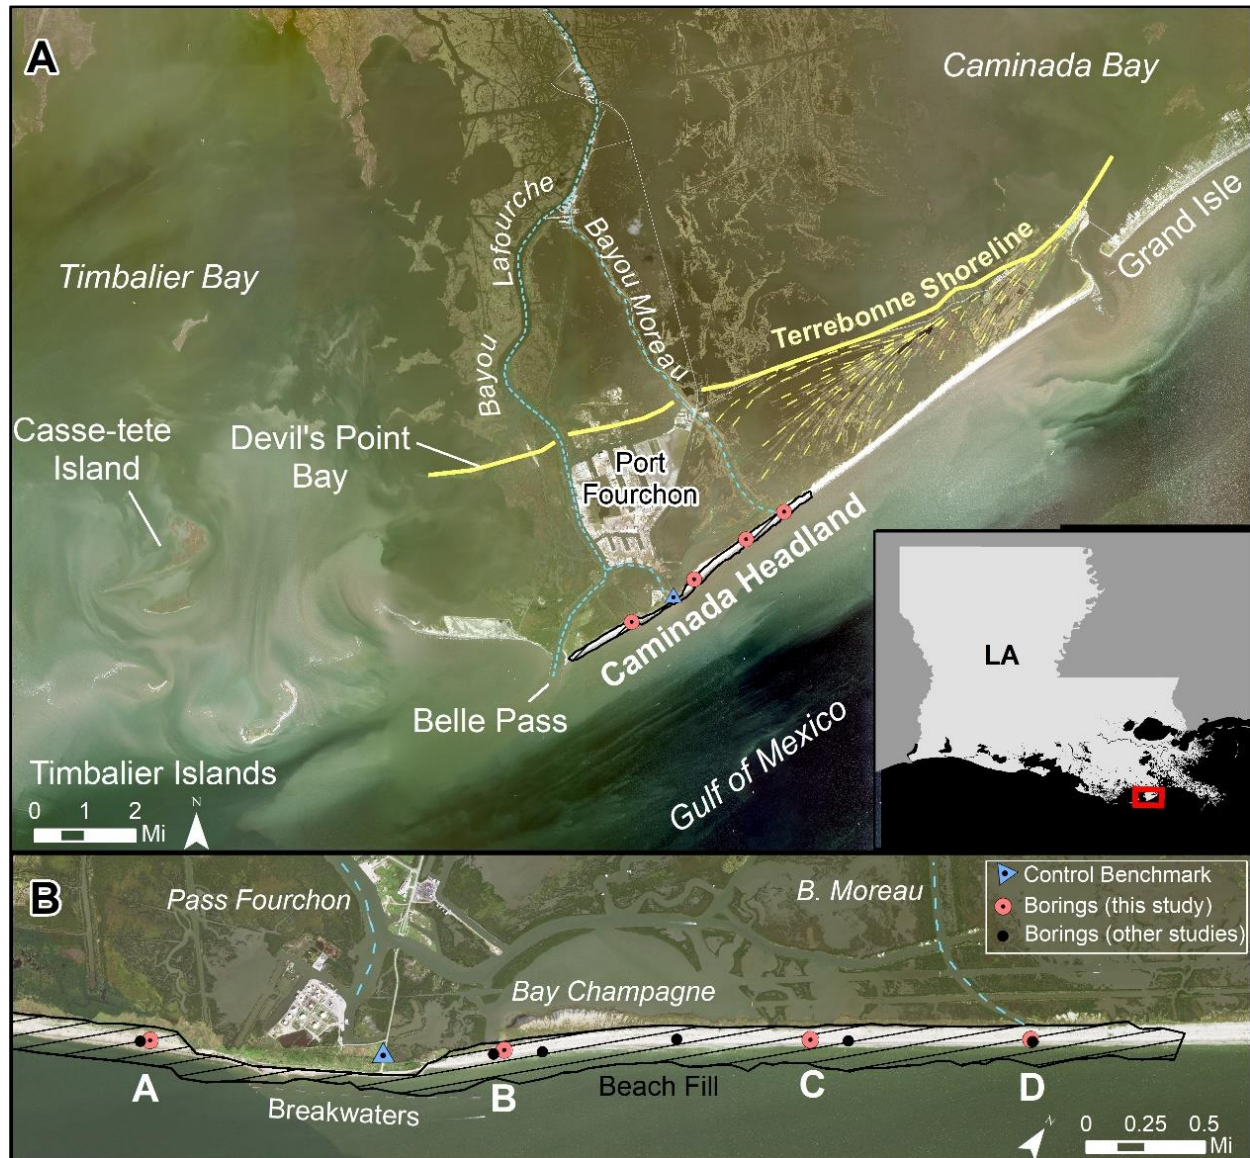 A
Caminada Bay
Grand Isle
Terrebonne Shoreline
Bayou Moreau
Lafourche
Bayou
Timbalier Bay
Casse-tete
Island
Devil's Point
Bay
Port
Fourchon
Caminada Headland
Belle Pass
Gulf of Mexico
Timbalier Islands
0 1 2
Mi
N
LA
B
Pass Fourchon
B. Moreau
Control Benchmark
Borings (this study)
Borings (other studies)
Bay Champagne
A
B
C
D
Beach Fill
Breakwaters
N
0 0.25 0.5
Mi